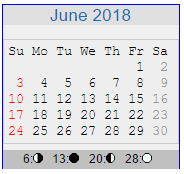 June 2018
Su Mo Tu We Th Fr Sa
1 2
3 4 5 6 7 8 9
10 11 12 13 14 15 16
17 18 19 20 21 22 23
24 25 26 27 28 29 30
6: 13: 20: 28: